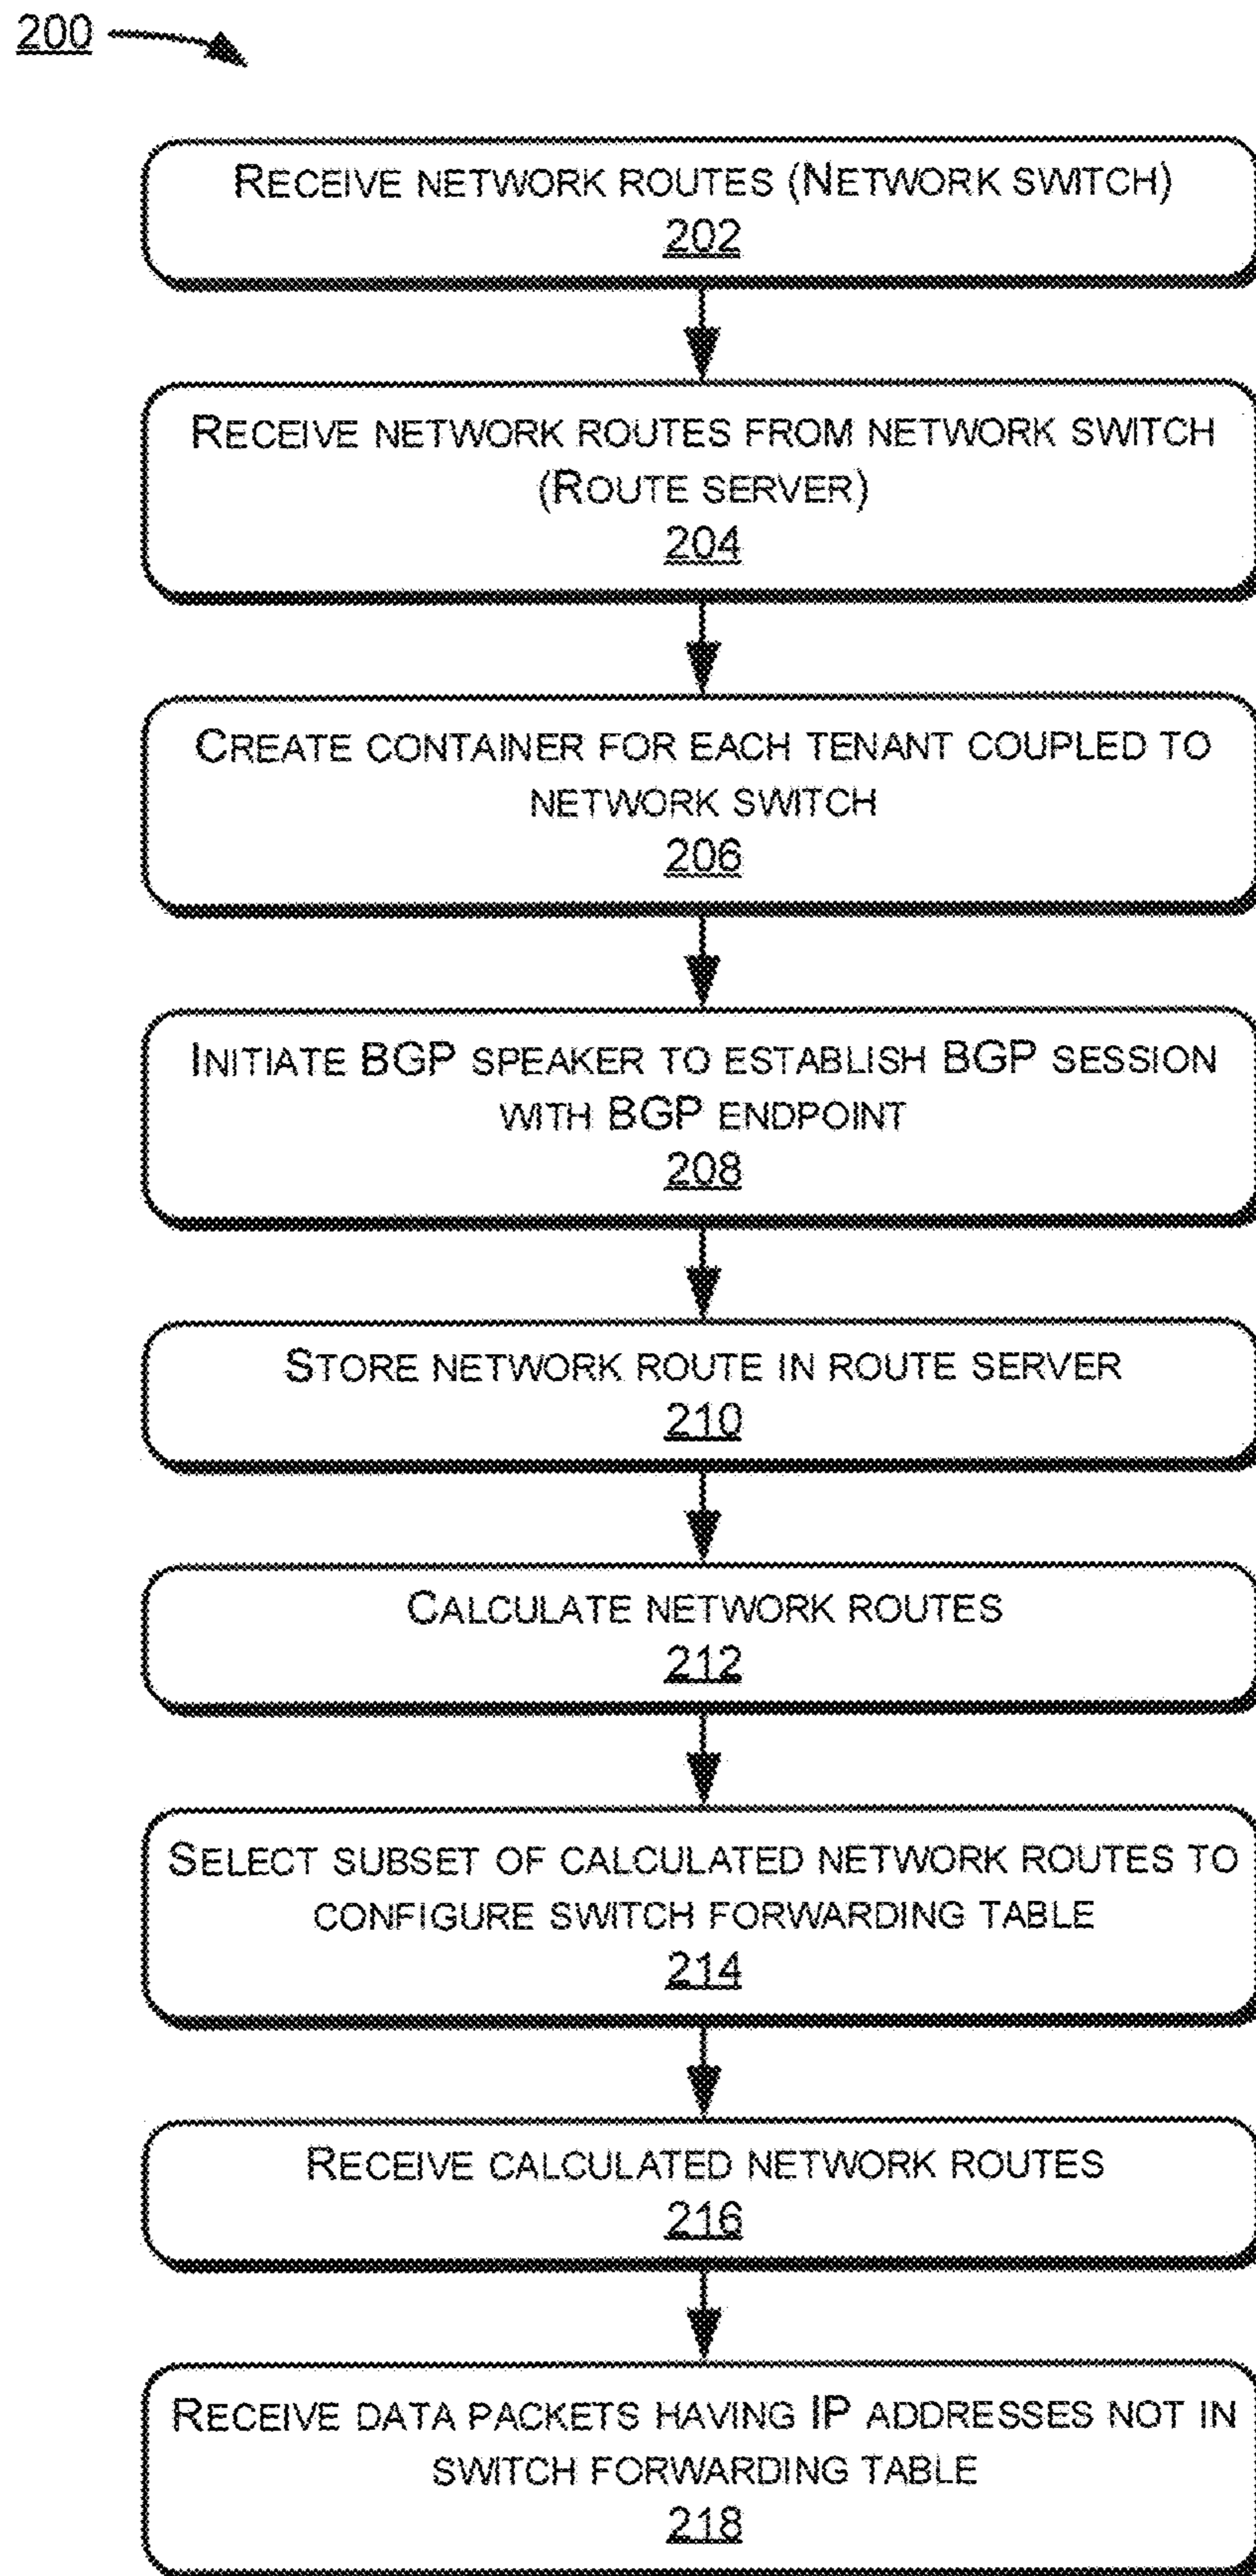 200
RECEIVE NETWORK ROUTES (NETWORK SWITCH)
202
RECEIVE NETWORK ROUTES FROM NETWORK SWITCH
(ROUTE SERVER)
204
CREATE CONTAINER FOR EACH TENANT COUPLED TO
NETWORK SWITCH
206
INITIATE BGP SPEAKER TO ESTABLISH BGP SESSION
WITH BGP ENDPOINT
208
STORE NETWORK ROUTE IN ROUTE SERVER
210
CALCULATE NETWORK ROUTES
212
SELECT SUBSET OF CALCULATED NETWORK ROUTES TO
CONFIGURE SWITCH FORWARDING TABLE
214
RECEIVE CALCULATED NETWORK ROUTES
216
RECEIVE DATA PACKETS HAVING IP ADDRESSES NOT IN
SWITCH FORWARDING TABLE
218